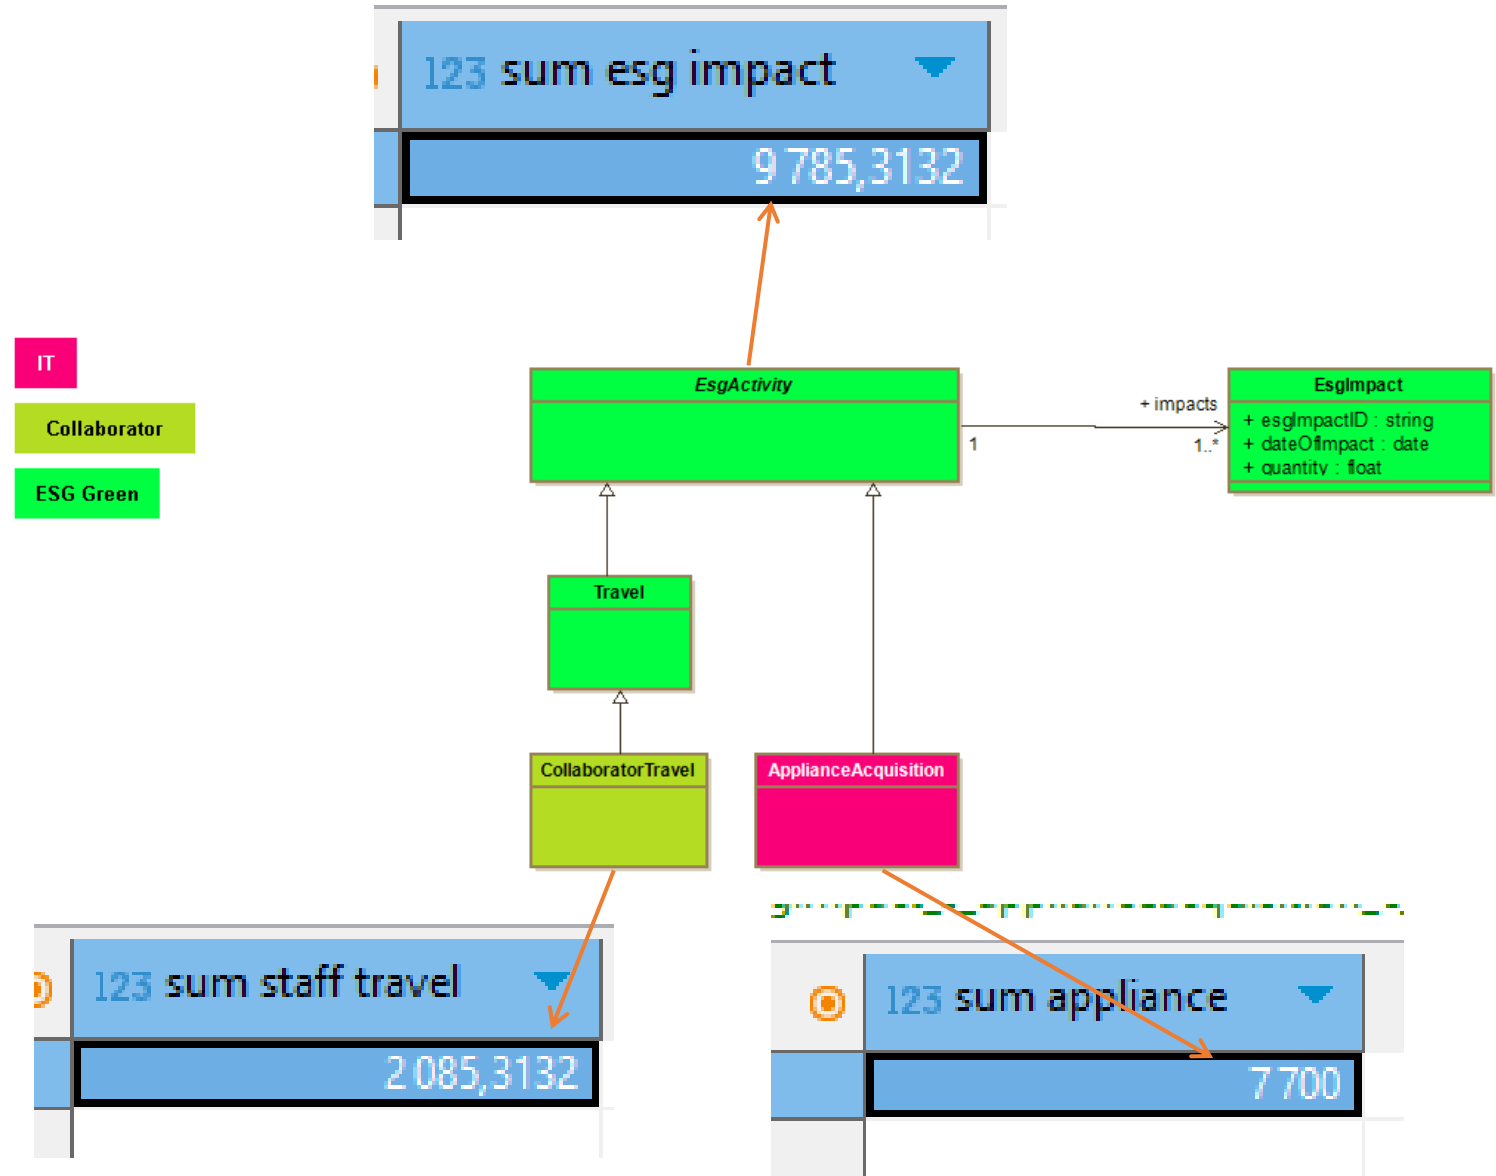 123 sum esg impact
9 785,3132
IT
Collaborator
ESG Green
EsgActivity
+ impacts
1
1..*
EsgImpact
+ esgImpactID : string
+ dateOfImpact : date
+ quantity : float
Travel
CollaboratorTravel
ApplianceAcquisition
123 sum staff travel
2 085,3132
123 sum appliance
7 700